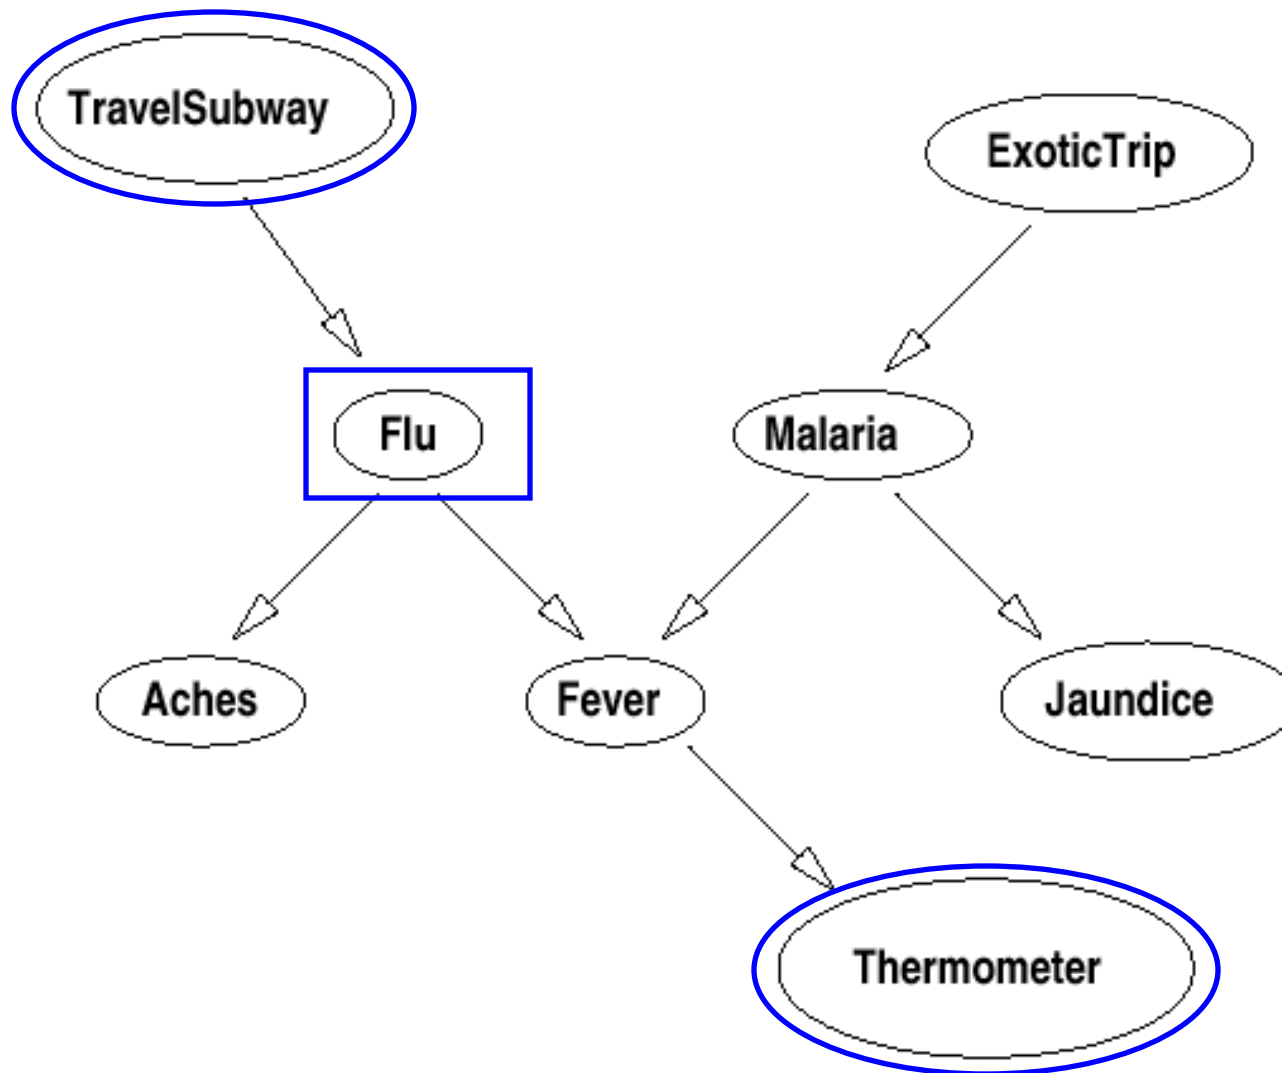 TravelSubway
ExoticTrip
Flu
Malaria
Aches
Fever
Jaundice
Thermometer